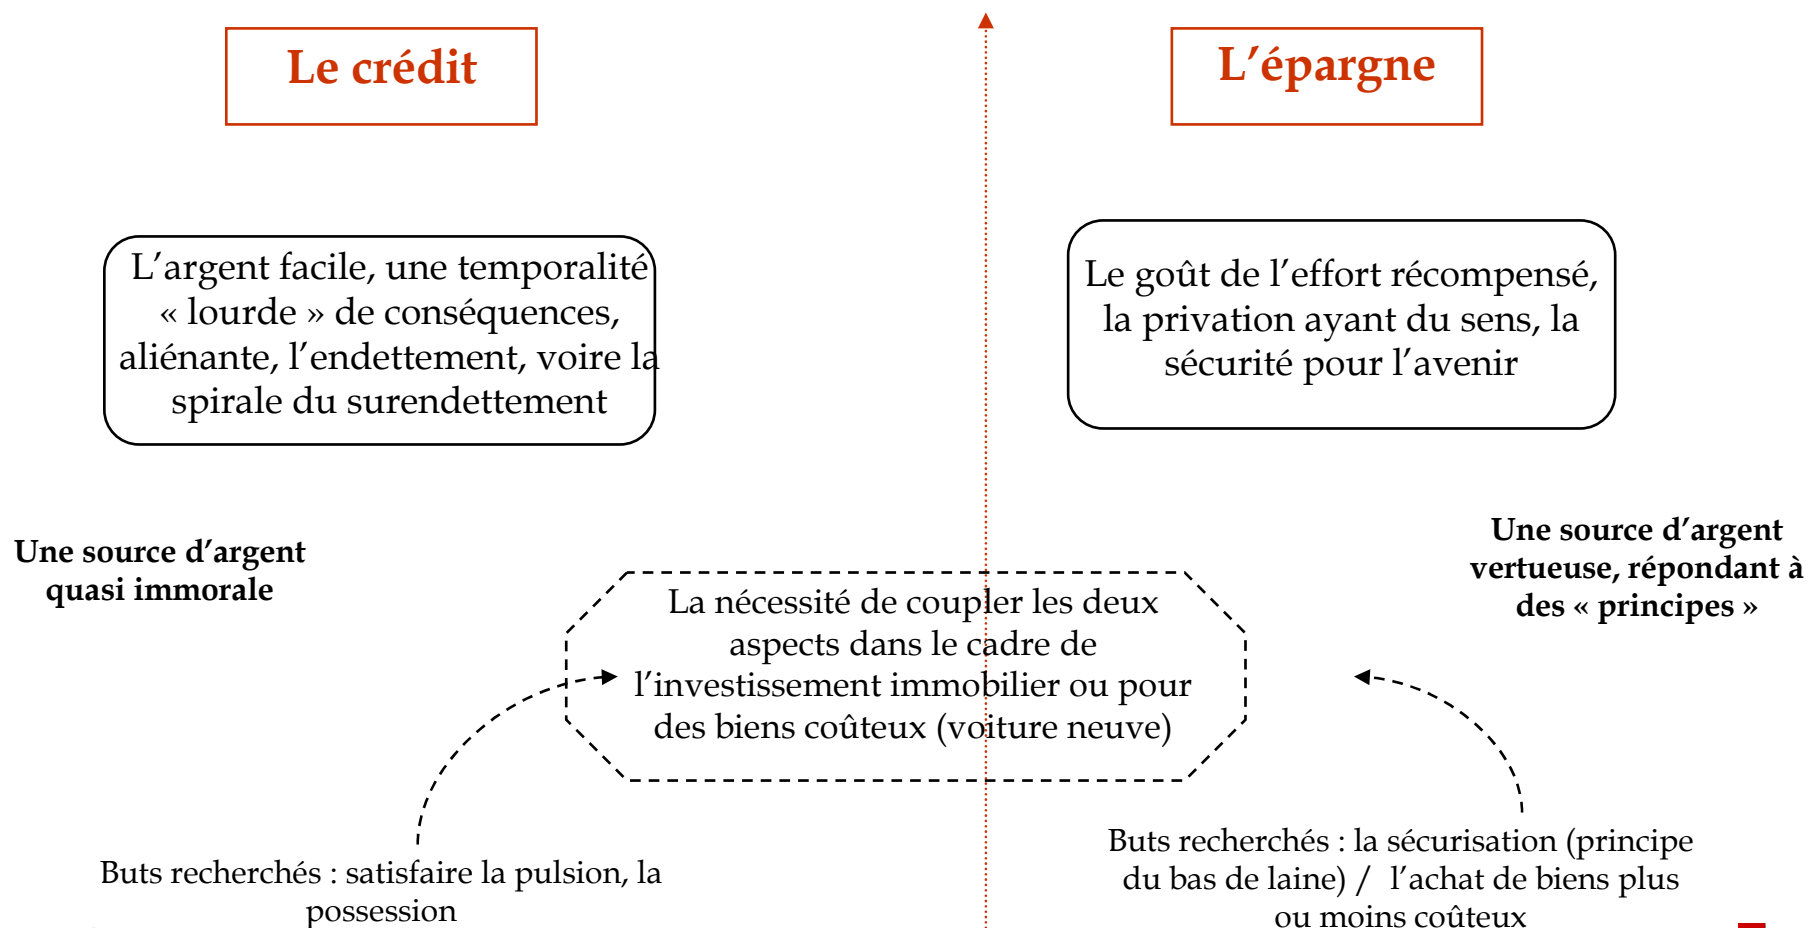 Le crédit
L’épargne
L’argent facile, une temporalité
« lourde » de conséquences,
aliénante, l’endettement, voire la
spirale du surendettement
Le goût de l’effort récompensé,
la privation ayant du sens, la
sécurité pour l’avenir
Une source d’argent
quasi immorale
Une source d’argent
vertueuse, répondant à
des « principes »
La nécessité de coupler les deux
aspects dans le cadre de
l’investissement immobilier ou pour
des biens coûteux (voiture neuve)
Buts recherchés : satisfaire la pulsion, la
possession
Buts recherchés : la sécurisation (principe
du bas de laine) / l’achat de biens plus
ou moins coûteux